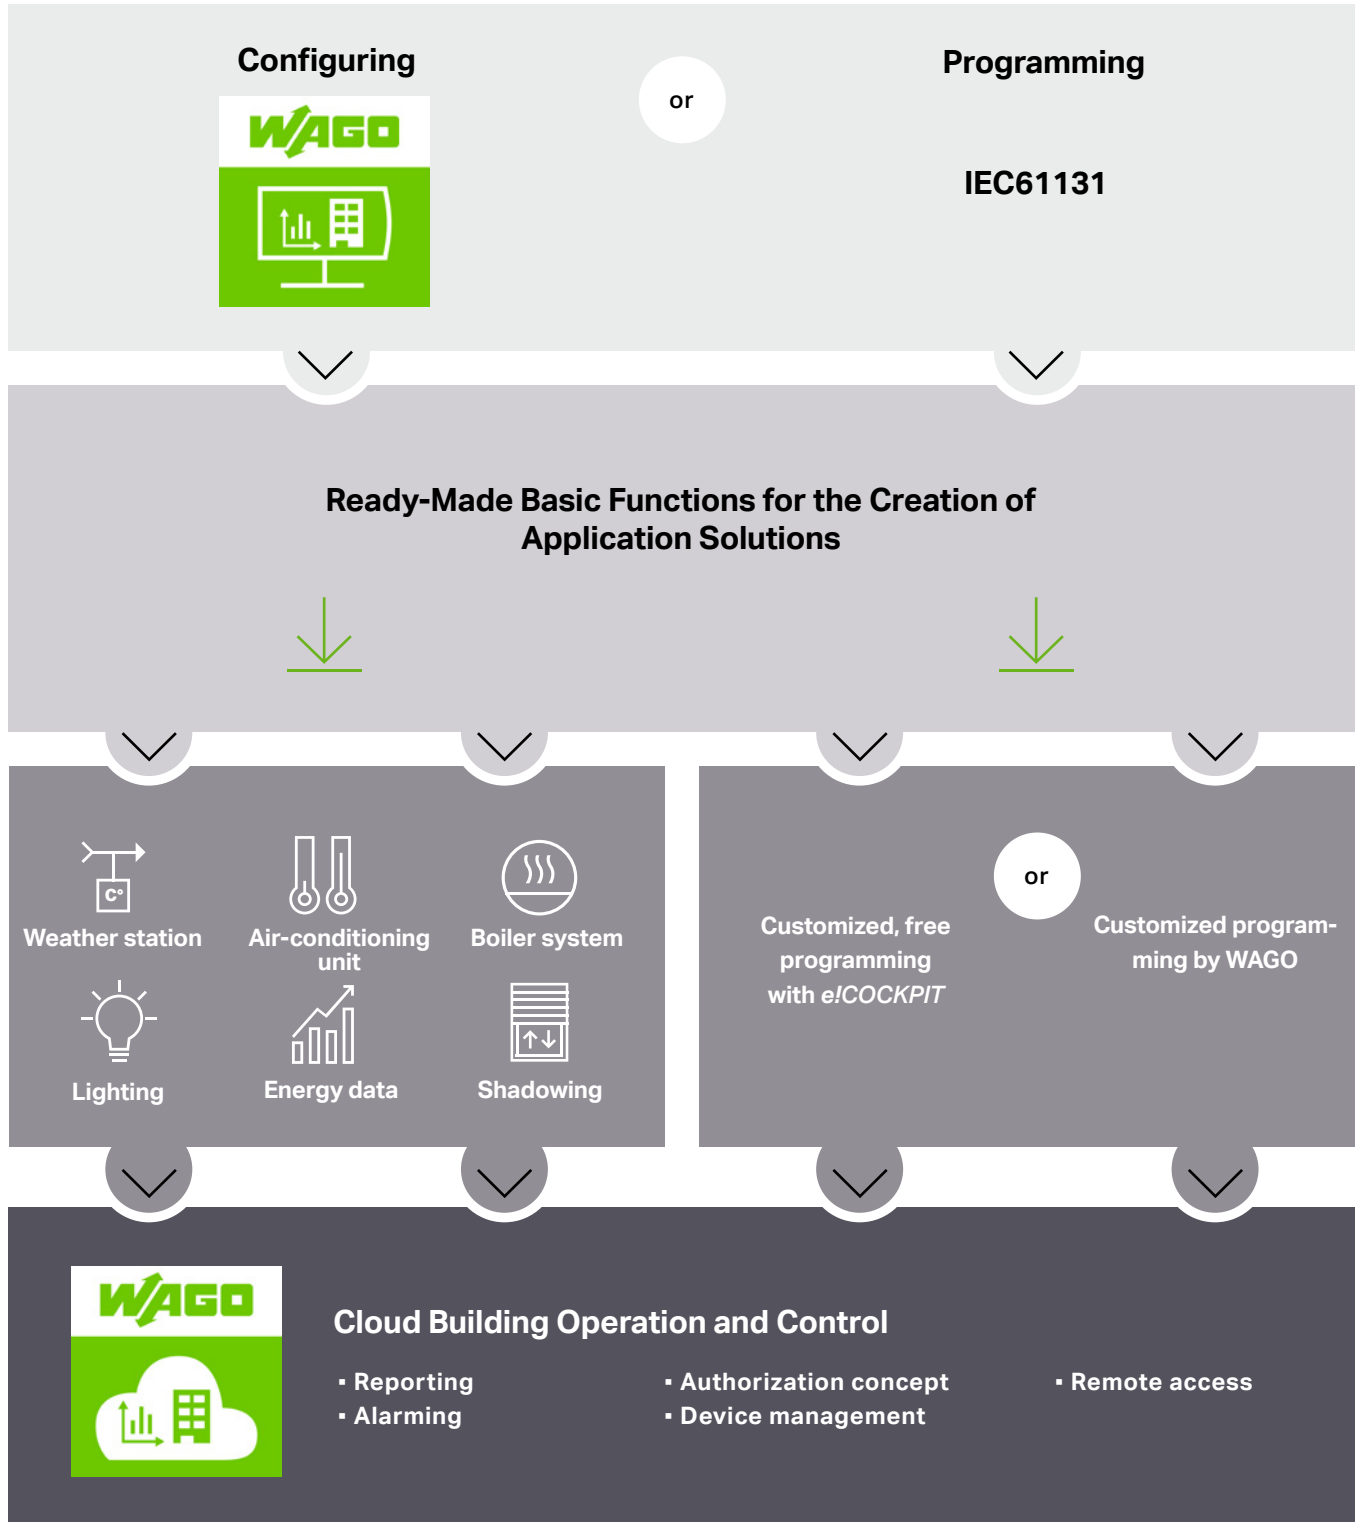 Configuring
or
Programming
WAGO
IEC61131
Ready-Made Basic Functions for the Creation of
Application Solutions
C°
Weather station
Air-conditioning
unit
Boiler system
Lighting
Energy data
Shadowing
Customized, free
programming
with e!COCKPIT
or
Customized program-
ming by WAGO
WAGO
Cloud Building Operation and Control
▪ Reporting
▪ Alarming
▪ Authorization concept
▪ Device management
▪ Remote access